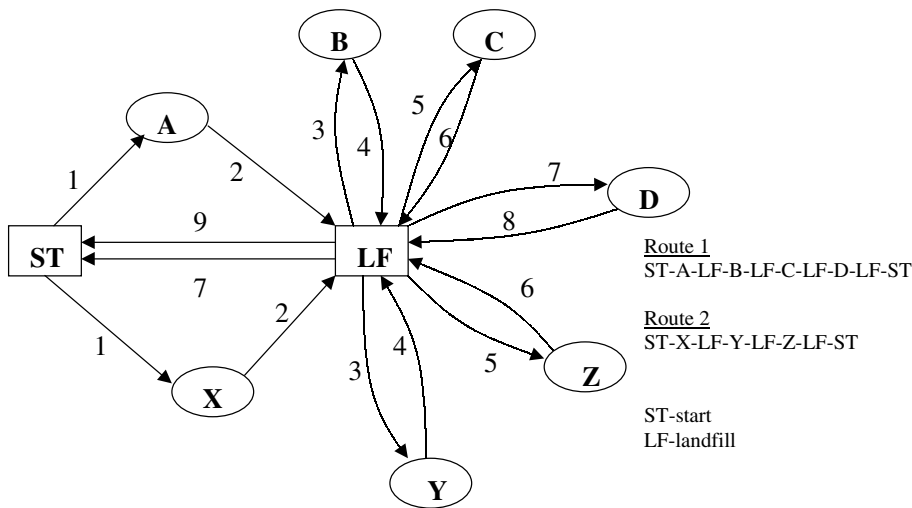 B
C
5
3
6
A
4
7
1
2
D
8
9
Route 1
ST
LF
ST-A-LF-B-LF-C-LF-D-LF-ST
7
6
2
Route 2
ST-X-LF-Y-LF-Z-LF-ST
1
4
5
3
Z
X
ST-start
LF-landfill
Y